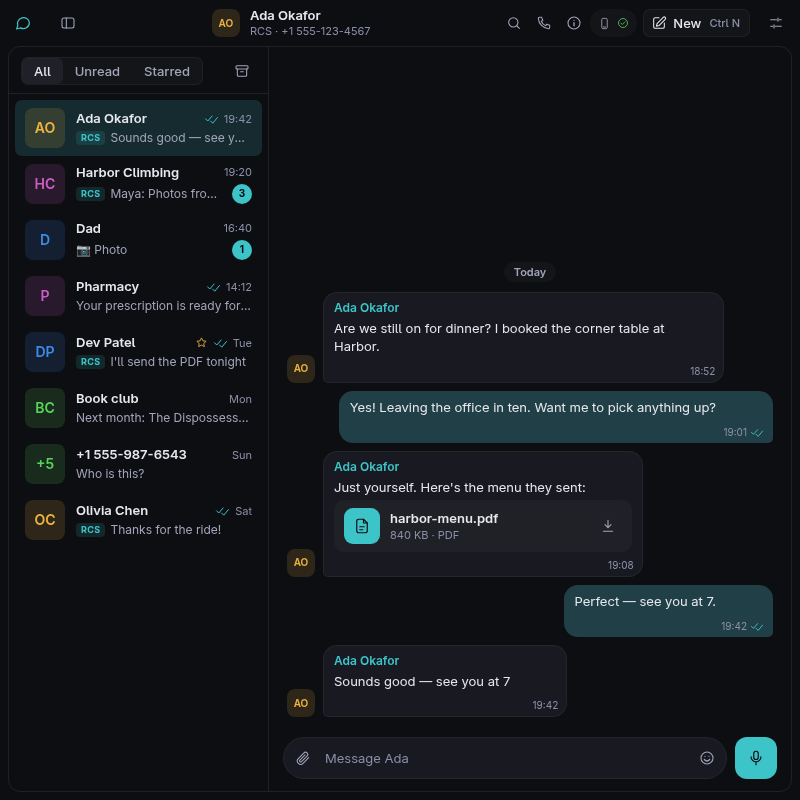 AO
Ada Okafor
RCS · +1 555-123-4567
New Ctrl N
All Unread Starred
AO
Ada Okafor 19:42
RCS Sounds good — see y...
HC
Harbor Climbing 19:20
RCS Maya: Photos fro... 3
D
Dad 16:40
📷 Photo 1
P
Pharmacy 14:12
Your prescription is ready for...
DP
Dev Patel Tue
RCS I'll send the PDF tonight
BC
Book club Mon
Next month: The Dispossess...
+5
+1 555-987-6543 Sun
Who is this?
OC
Olivia Chen Sat
RCS Thanks for the ride!
Today
Ada Okafor
Are we still on for dinner? I booked the corner table at
Harbor.
18:52
AO
Yes! Leaving the office in ten. Want me to pick anything up?
19:01
Ada Okafor
Just yourself. Here's the menu they sent:
harbor-menu.pdf
840 KB · PDF
19:08
AO
Perfect — see you at 7.
19:42
Ada Okafor
Sounds good — see you at 7
19:42
AO
Message Ada